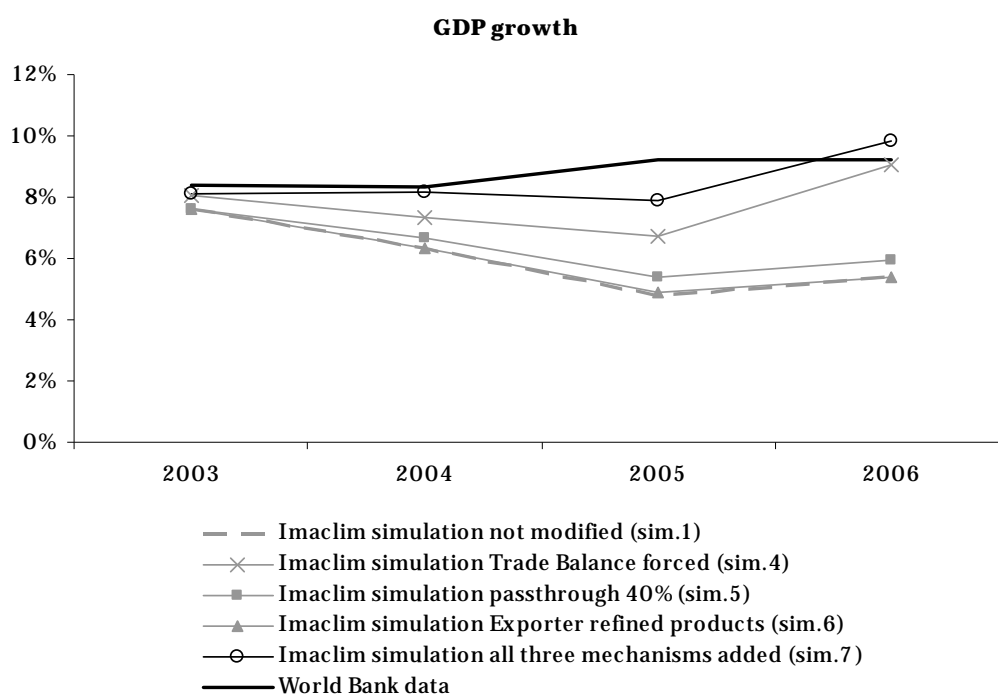 GDP growth
12%
10%
8%
6%
4%
2%
0%
2003 2004 2005 2006
Imaclim simulation not modified (sim.1)
Imaclim simulation Trade Balance forced (sim.4)
Imaclim simulation passthrough 40% (sim.5)
Imaclim simulation Exporter refined products (sim.6)
Imaclim simulation all three mechanisms added (sim.7)
World Bank data